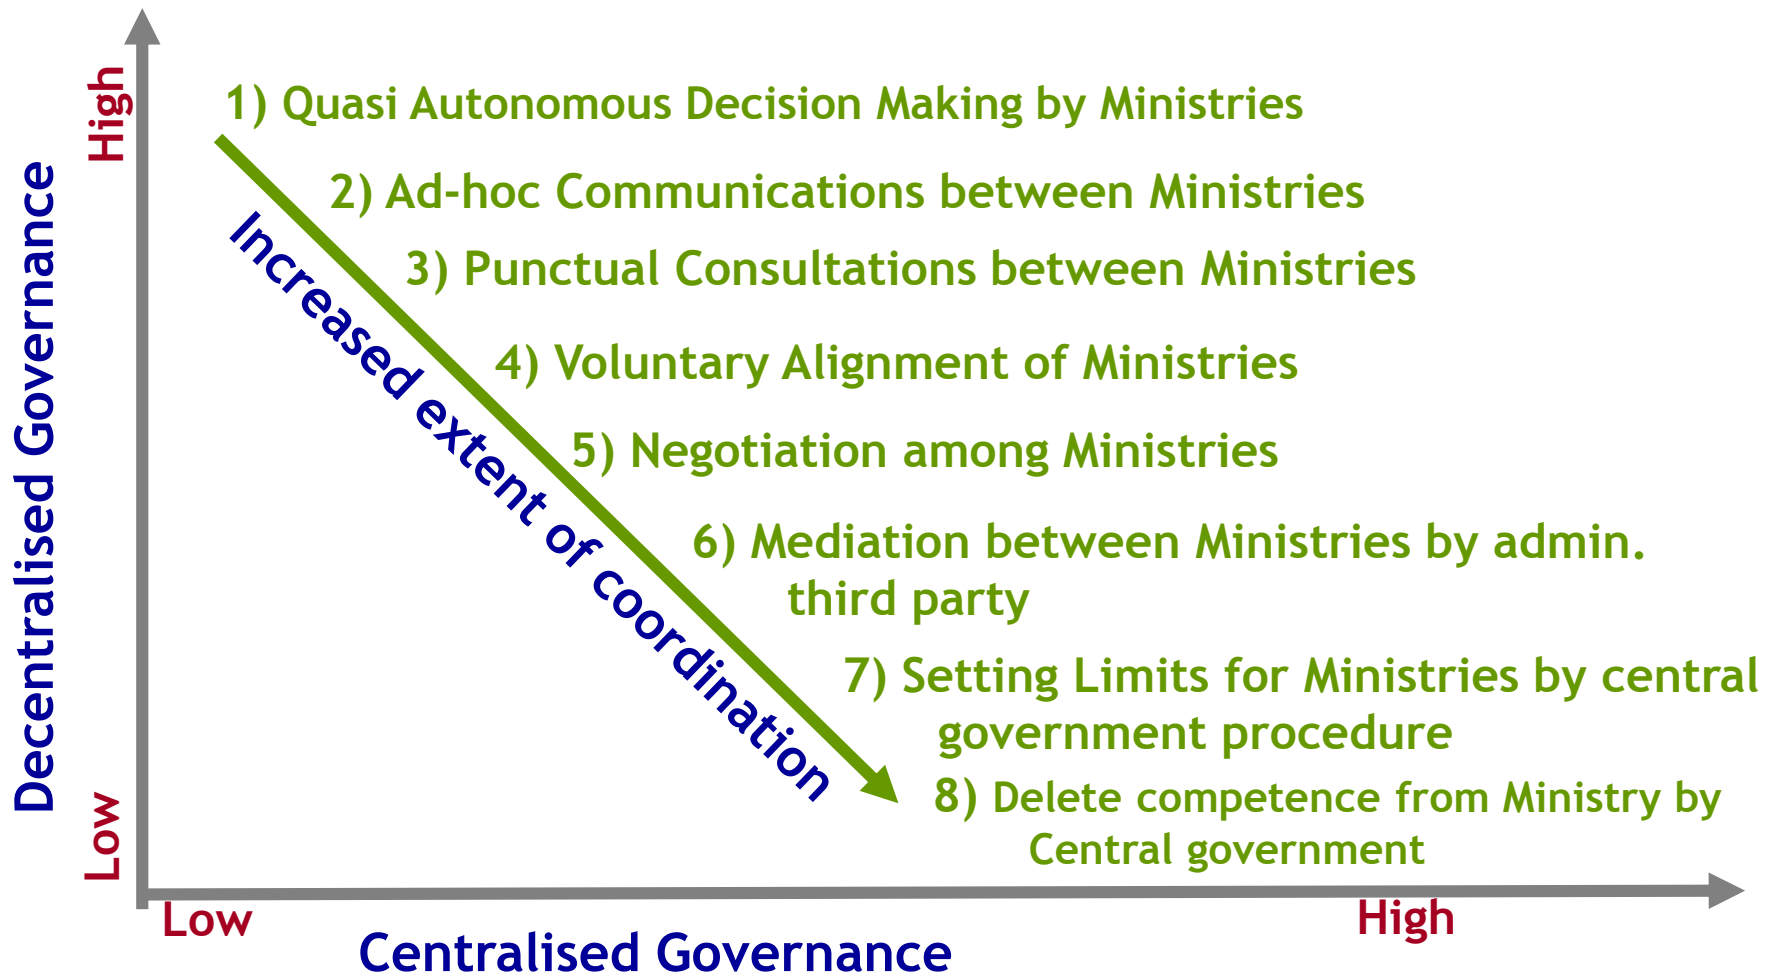 High
1) Quasi Autonomous Decision Making by Ministries
2) Ad-hoc Communications between Ministries
3) Punctual Consultations between Ministries
4) Voluntary Alignment of Ministries
5) Negotiation among Ministries
6) Mediation between Ministries by admin.
third party
7) Setting Limits for Ministries by central
government procedure
8) Delete competence from Ministry by
Central government
Increased extent of coordination
Decentralised Governance
Low
Low
High
Centralised Governance